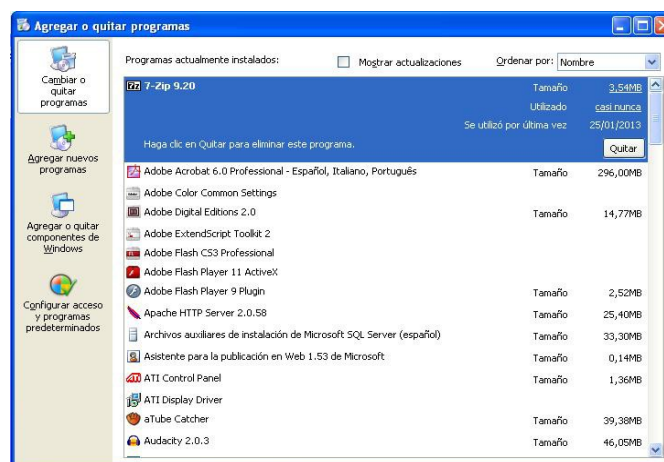 Agregar o quitar programas
Cambiar o
quitar
programas
Agregar nuevos
programas
Agregar o quitar
componentes de
Windows
Configurar acceso
y programas
predeterminados
Programas actualmente instalados:
Mostrar actualizaciones
Ordenar por: Nombre
7-Zip 9.20 Tamaño 3,54MB
Utilizado casi nunca
Se utilizó por última vez 25/01/2013
Haga clic en Quitar para eliminar este programa. Quitar
Adobe Acrobat 6.0 Professional - Español, Italiano, Português Tamaño 296,00MB
Adobe Color Common Settings
Adobe Digital Editions 2.0 Tamaño 14,77MB
Adobe ExtendScript Toolkit 2
Adobe Flash CS3 Professional
Adobe Flash Player 11 ActiveX
Adobe Flash Player 9 Plugin Tamaño 2,52MB
Apache HTTP Server 2.0.58 Tamaño 25,40MB
Archivos auxiliares de instalación de Microsoft SQL Server (español) Tamaño 33,30MB
Asistente para la publicación en Web 1.53 de Microsoft Tamaño 0,14MB
ATI Control Panel Tamaño 1,36MB
ATI Display Driver
aTube Catcher Tamaño 39,38MB
Audacity 2.0.3 Tamaño 46,05MB